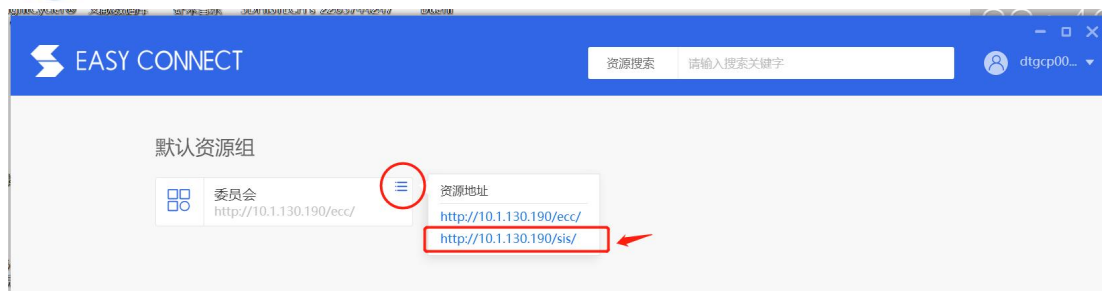 EASY CONNECT
资源搜索 请输入搜索关键字
dtgcp00...
默认资源组
委员会
http://10.1.130.190/ecc/
资源地址
http://10.1.130.190/ecc/
http://10.1.130.190/sis/